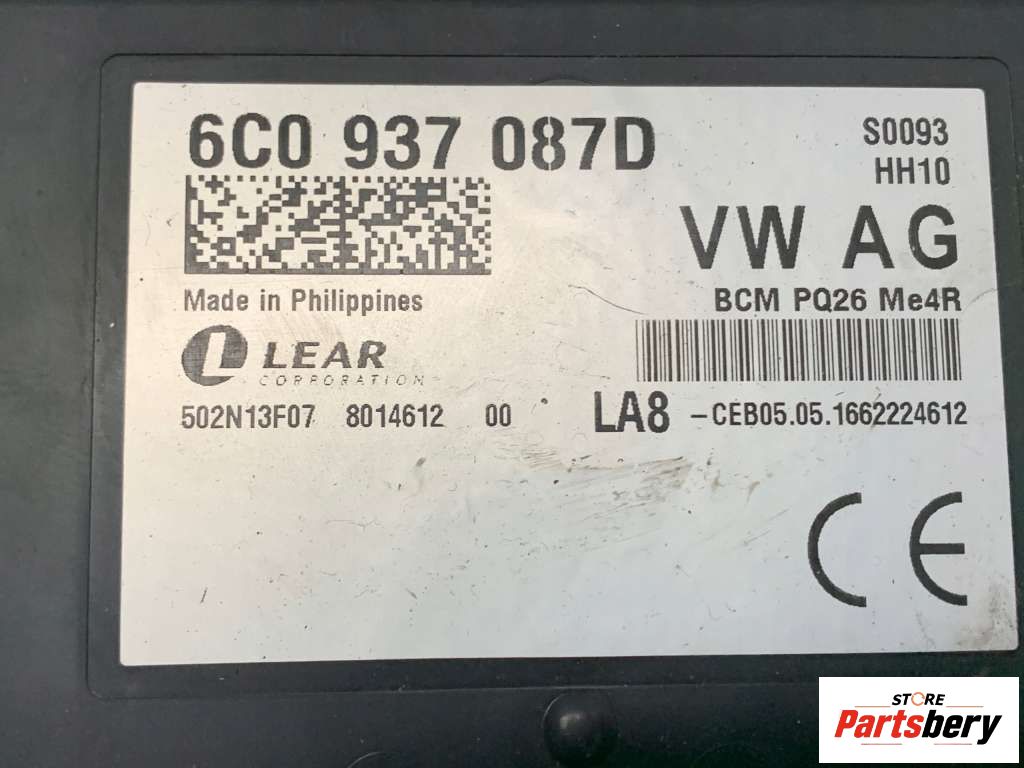 6C0 937 087D
S0093
HH10
VW AG
Made in Philippines
BCM PQ26 Me4R
LEAR
CORPORATION
502N13F07 8014612 00
LA8 -CEB05.05.1662224612
CE
STORE
Partsbery